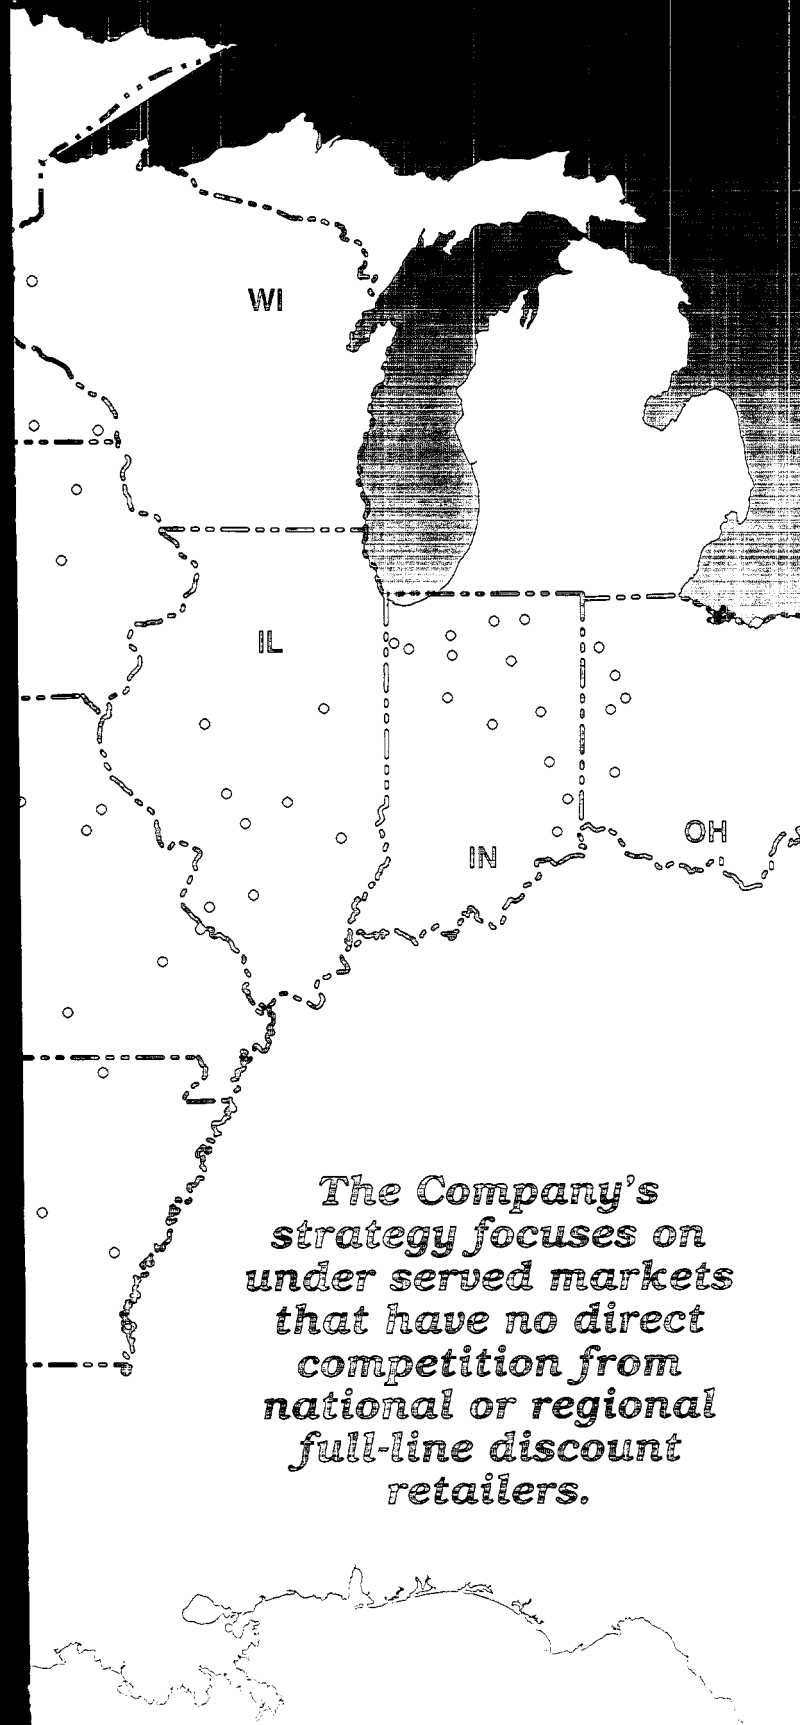 WI
IL
OH
IN
The Company's
strategy focuses on
under served markets
that have no direct
competition from
national or regional
full-line discount
retailers.